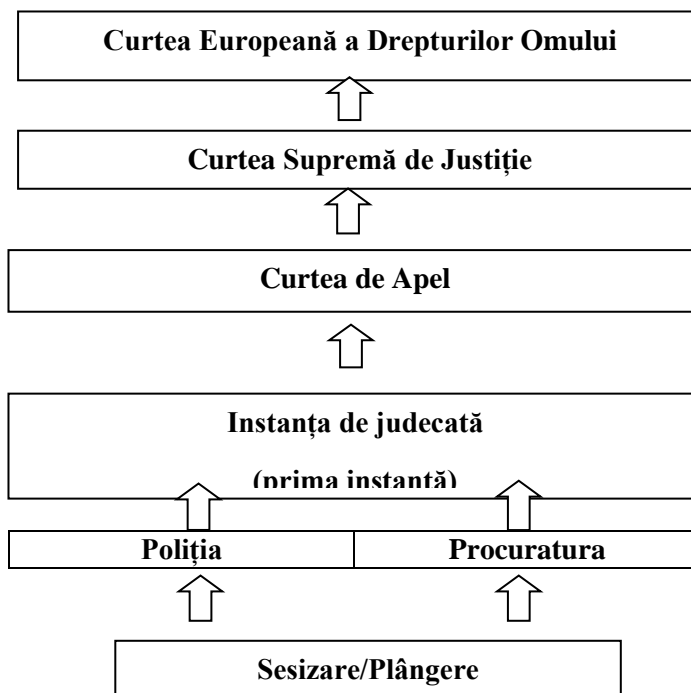 Curtea Europeană a Drepturilor Omului
Curtea Supremă de Justiție
Curtea de Apel
Instanța de judecată
(prima instanță)
Poliția Procuratura
Sesizare/Plângere